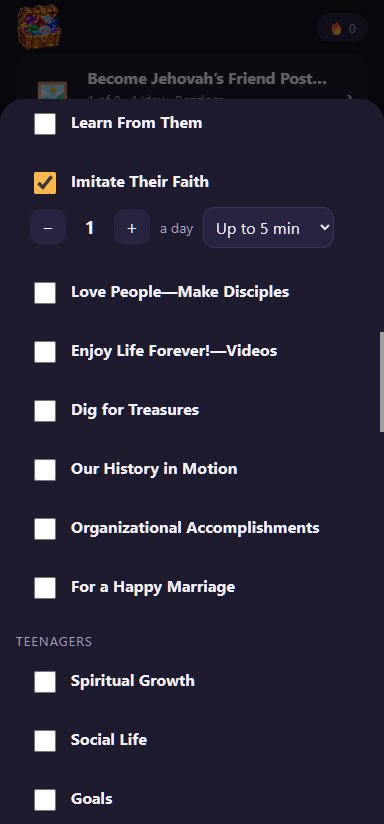 0
Become Jehovah's Friend Post...
Learn From Them
Imitate Their Faith
− 1 + a day Up to 5 min
Love People—Make Disciples
Enjoy Life Forever!—Videos
Dig for Treasures
Our History in Motion
Organizational Accomplishments
For a Happy Marriage
TEENAGERS
Spiritual Growth
Social Life
Goals